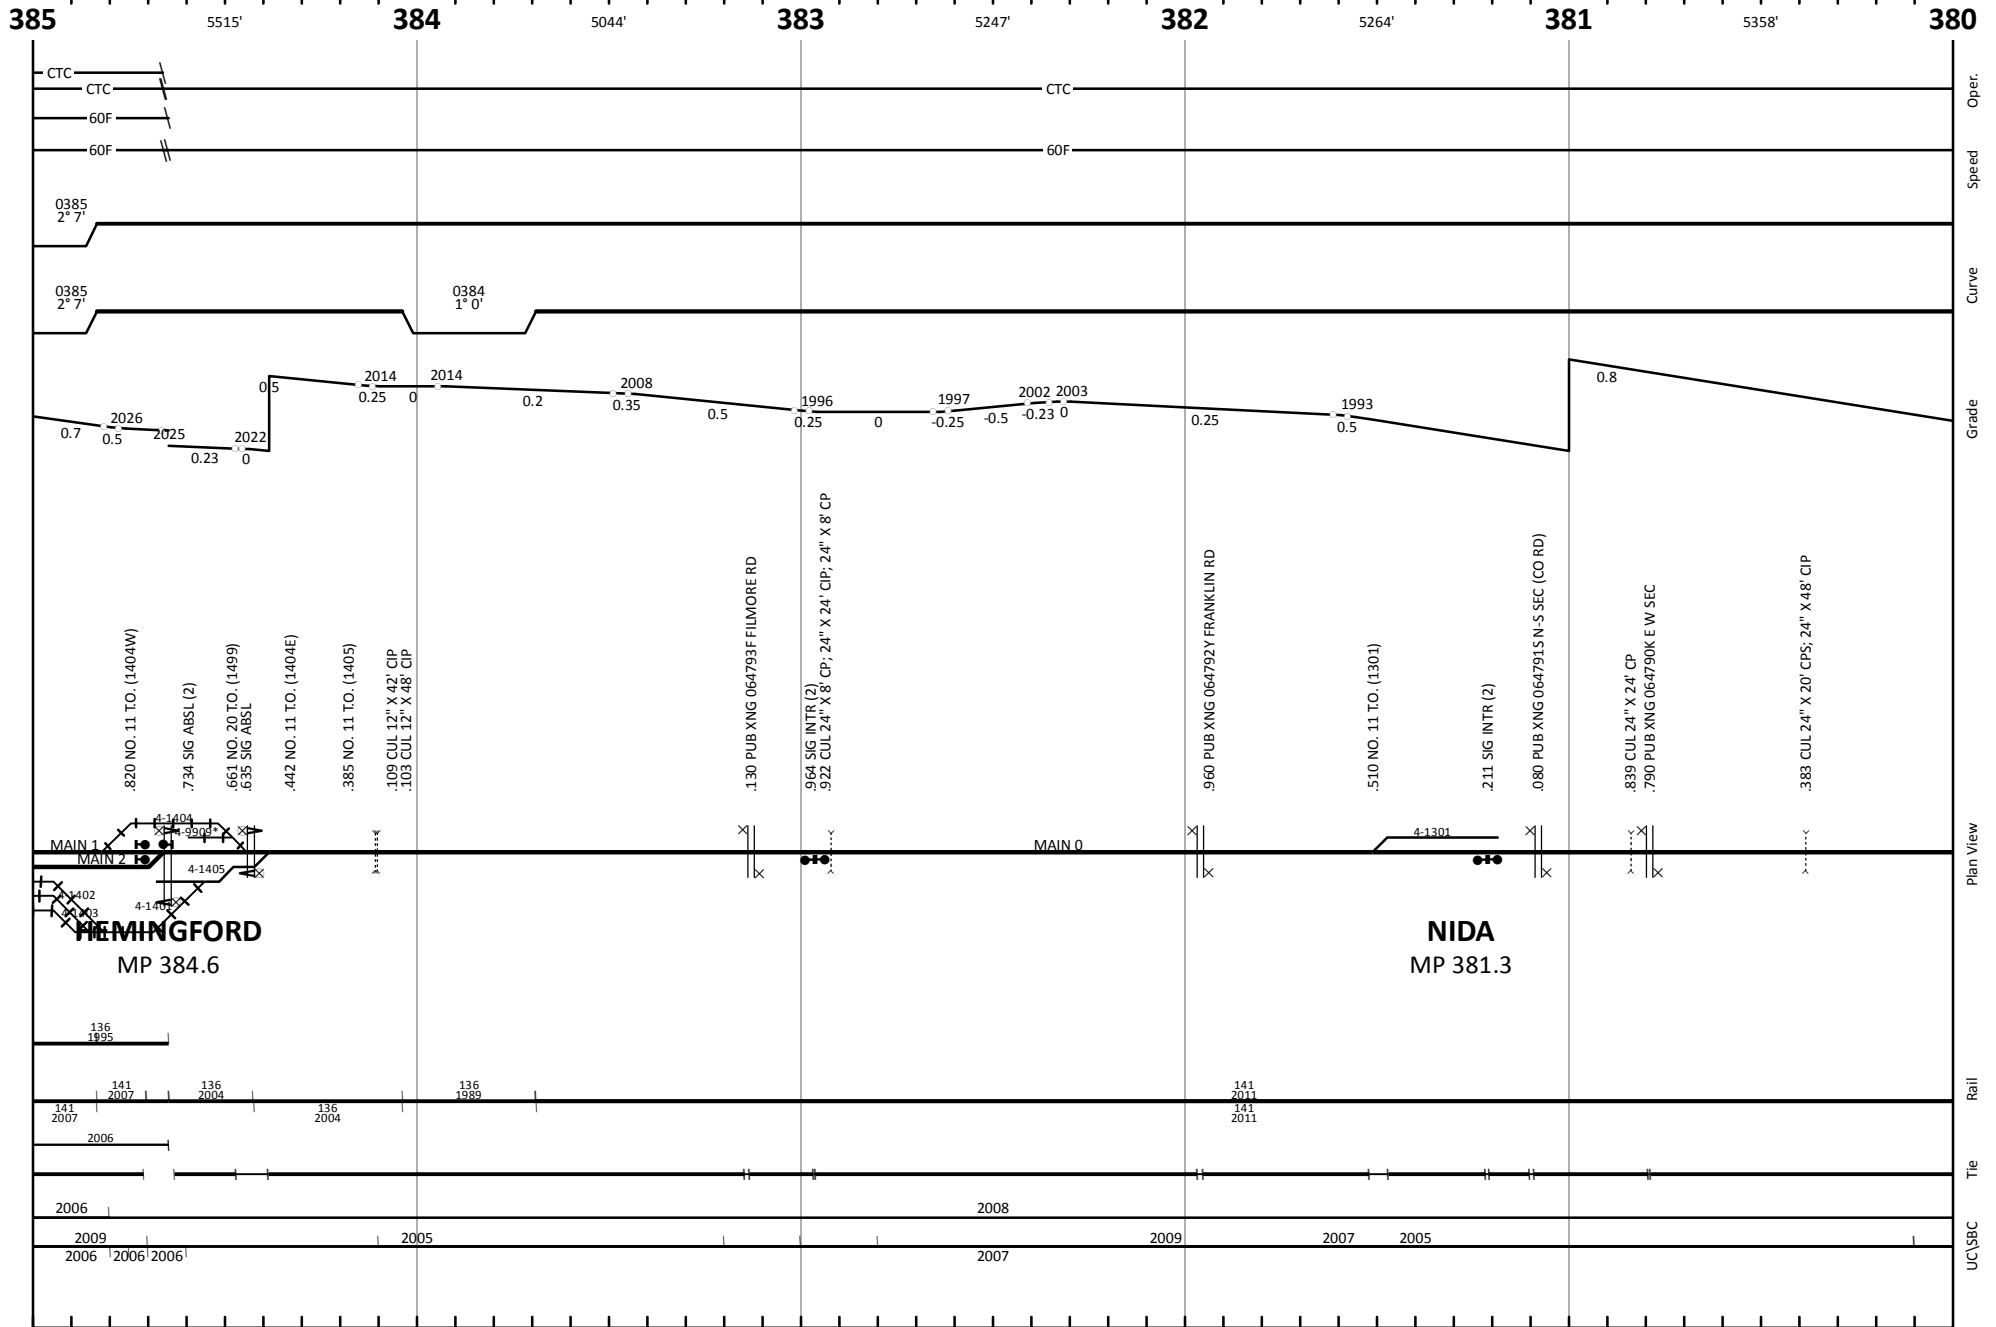 385 5515' 384 5044' 383 5247' 382 5264' 381 5358' 380
CTC
CTC CTC
Oper.
60F
60F 60F
Speed
0385
2° 7'
0385 0384
2° 7' 1° 0'
Curve
2026 2025 2022 2014 2014 2008 1996 1997 2002 2003 1993
0.7 0.5 0.23 0 0.5 0.25 0 0.2 0.35 0.5 0.25 0 -0.25 -0.5 -0.23 0 0.25 0.5 0.8
Grade
.820 NO. 11 T.O. (1404W)
.734 SIG ABSL (2)
.661 NO. 20 T.O. (1499)
.635 SIG ABSL
.442 NO. 11 T.O. (1404E)
.385 NO. 11 T.O. (1405)
.109 CUL 12" X 42' CIP
.103 CUL 12" X 48' CIP
.130 PUB XNG 064793F FILMORE RD
.964 SIG INTR (2)
.922 CUL 24" X 8' CP; 24" X 24' CIP; 24" X 8' CP
.960 PUB XNG 064792Y FRANKLIN RD
.510 NO. 11 T.O. (1301)
.211 SIG INTR (2)
.080 PUB XNG 064791S N-S SEC (CO RD)
.839 CUL 24" X 24' CP
.790 PUB XNG 064790K E W SEC
.383 CUL 24" X 20' CPS; 24" X 48' CIP
4-1404
4-9909*
4-1301
MAIN 1 MAIN 0
MAIN 2
4-1405
4-1402
4-1403
Plan View
HEMINGFORD NIDA
MP 384.6 MP 381.3
136
1995
141 136 136 141
2007 2004 1989 2011
141 136 141
2007 2004 2011
Rail
2006
Tie
2006 2008
2009 2005 2009 2007 2005
2006 2006 2006 2007
UC\SBC